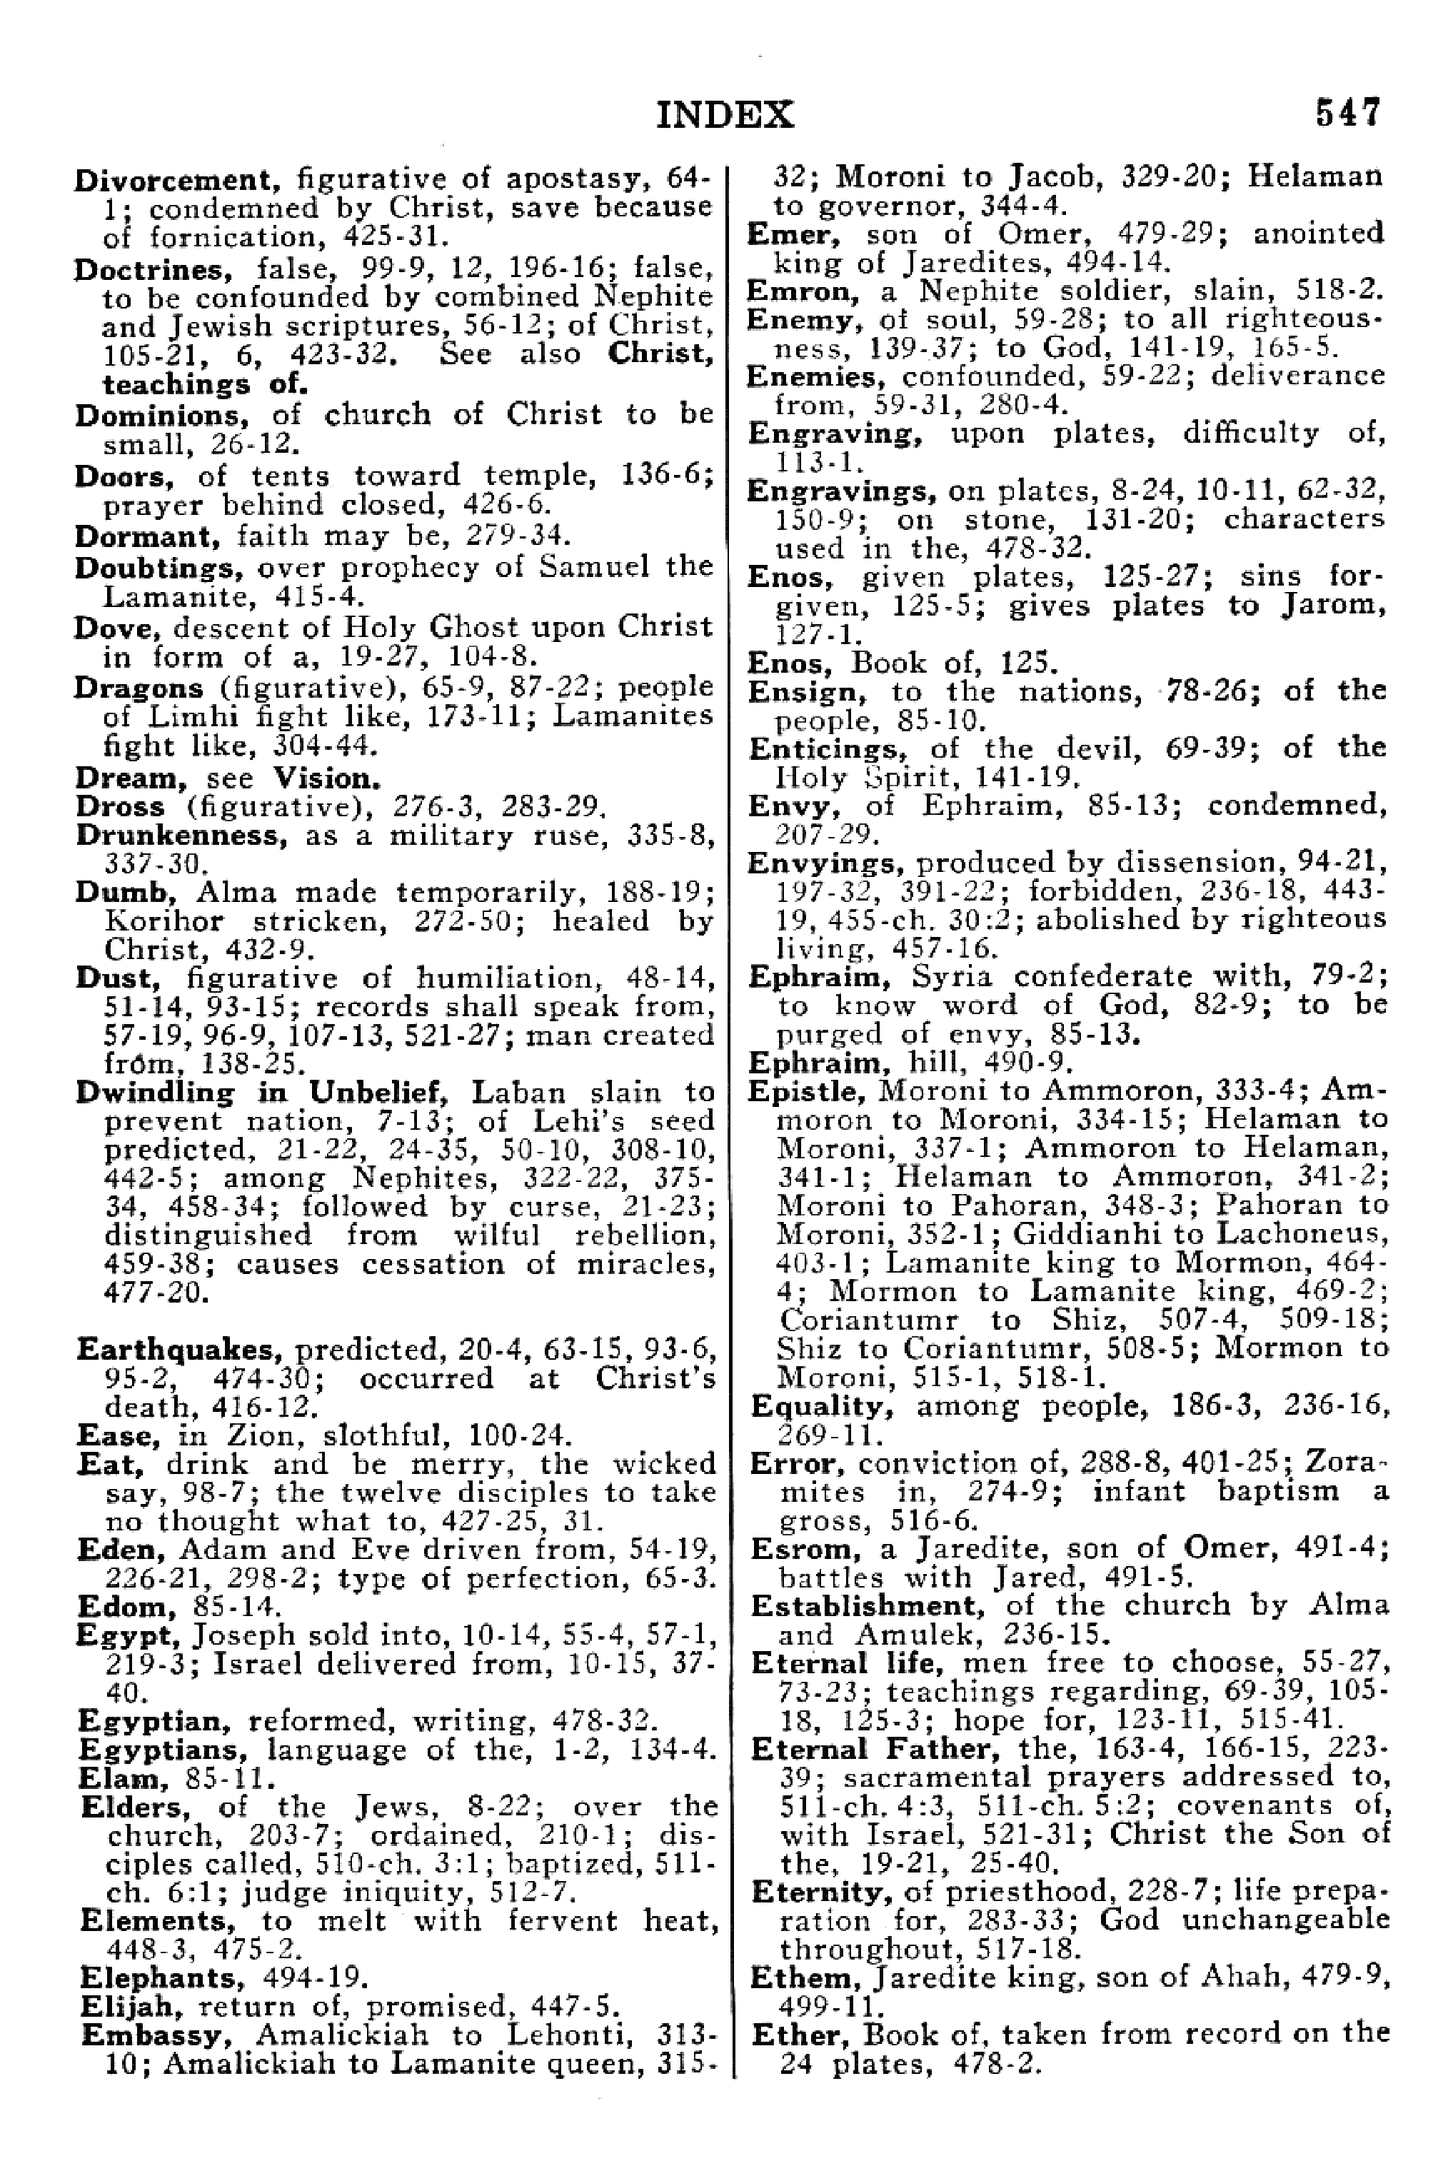 INDEX
547
Divorcement, figurative of apostasy, 64-
1; condemned by Christ, save because
of fornication, 425-31.
Doctrines, false, 99-9, 12, 196-16; false,
to be confounded by combined Nephite
and Jewish scriptures, 56-12; of Christ,
105-21, 6, 423-32. See also Christ,
teachings of.
Dominions, of church of Christ to be
small, 26-12.
Doors, of tents toward temple, 136-6;
prayer behind closed, 426-6.
Dormant, faith may be, 279-34.
Doubtings, over prophecy of Samuel the
Lamanite, 415-4.
Dove, descent of Holy Ghost upon Christ
in form of a, 19-27, 104-8.
Dragons (figurative), 65-9, 87-22; people
of Limhi fight like, 173-11; Lamanites
fight like, 304-44.
Dream, see Vision.
Dross (figurative), 276-3, 283-29.
Drunkenness, as a military ruse, 335-8,
337-30.
Dumb, Alma made temporarily, 188-19;
Korihor stricken, 272-50; healed by
Christ, 432-9.
Dust, figurative of humiliation, 48-14,
51-14, 93-15; records shall speak from,
57-19, 96-9, 107-13, 521-27; man created
from, 138-25.
Dwindling in Unbelief, Laban slain to
prevent nation, 7-13; of Lehi's seed
predicted, 21-22, 24-35, 50-10, 308-10,
442-5; among Nephites, 322-22, 375-
34, 458-34; followed by curse, 21-23;
distinguished from wilful rebellion,
459-38; causes cessation of miracles,
477-20.
Earthquakes, predicted, 20-4, 63-15, 93-6,
95-2, 474-30; occurred at Christ's
death, 416-12.
Ease, in Zion, slothful, 100-24.
Eat, drink and be merry, the wicked
say, 98-7; the twelve disciples to take
no thought what to, 427-25, 31.
Eden, Adam and Eve driven from, 54-19,
226-21, 298-2; type of perfection, 65-3.
Edom, 85-14.
Egypt, Joseph sold into, 10-14, 55-4, 57-1,
219-3; Israel delivered from, 10-15, 37-
40.
Egyptian, reformed, writing, 478-32.
Egyptians, language of the, 1-2, 134-4.
Elam, 85-11.
Elders, of the Jews, 8-22; over the
church, 203-7; ordained, 210-1; dis-
ciples called, 510-ch. 3:1; baptized, 511-
ch. 6:1; judge iniquity, 512-7.
Elements, to melt with fervent heat,
448-3, 475-2.
Elephants, 494-19.
Elijah, return of, promised, 447-5.
Embassy, Amalickiah to Lehonti, 313-
10; Amalickiah to Lamanite queen, 315-
32; Moroni to Jacob, 329-20; Helaman
to governor, 344-4.
Emer, son of Omer, 479-29; anointed
king of Jaredites, 494-14.
Emron, a Nephite soldier, slain, 518-2.
Enemy, of soul, 59-28; to all righteous-
ness, 139-37; to God, 141-19, 165-5.
Enemies, confounded, 59-22; deliverance
from, 59-31, 280-4.
Engraving, upon plates, difficulty of,
113-1.
Engravings, on plates, 8-24, 10-11, 62-32,
150-9; on stone, 131-20; characters
used in the, 478-32.
Enos, given plates, 125-27; sins for-
given, 125-5; gives plates to Jarom,
127-1.
Enos, Book of, 125.
Ensign, to the nations, 78-26; of the
people, 85-10.
Enticings, of the devil, 69-39; of the
Holy Spirit, 141-19.
Envy, of Ephraim, 85-13; condemned,
207-29.
Envyings, produced by dissension, 94-21,
197-32, 391-22; forbidden, 236-18, 443-
19, 455-ch. 30:2; abolished by righteous
living, 457-16.
Ephraim, Syria confederate with, 79-2;
to know word of God, 82-9; to be
purged of envy, 85-13.
Ephraim, hill, 490-9.
Epistle, Moroni to Ammoron, 333-4; Am-
moron to Moroni, 334-15; Helaman to
Moroni, 337-1; Ammoron to Helaman,
341-1; Helaman to Ammoron, 341-2;
Moroni to Pahoran, 348-3; Pahoran to
Moroni, 352-1; Giddianhi to Lachoneus,
403-1; Lamanite king to Mormon, 464-
4; Mormon to Lamanite king, 469-2;
Coriantumr to Shiz, 507-4, 509-18;
Shiz to Coriantumr, 508-5; Mormon to
Moroni, 515-1, 518-1.
Equality, among people, 186-3, 236-16,
269-11.
Error, conviction of, 288-8, 401-25; Zora-
mites in, 274-9; infant baptism a
gross, 516-6.
Esrom, a Jaredite, son of Omer, 491-4;
battles with Jared, 491-5.
Establishment, of the church by Alma
and Amulek, 236-15.
Eternal life, men free to choose, 55-27,
73-23; teachings regarding, 69-39, 105-
18, 125-3; hope for, 123-11, 515-41.
Eternal Father, the, 163-4, 166-15, 223-
39; sacramental prayers addressed to,
511-ch. 4:3, 511-ch. 5:2; covenants of,
with Israel, 521-31; Christ the Son of
the, 19-21, 25-40.
Eternity, of priesthood, 228-7; life prepa-
ration for, 283-33; God unchangeable
throughout, 517-18.
Ethem, Jaredite king, son of Ahah, 479-9,
499-11.
Ether, Book of, taken from record on the
24 plates, 478-2.